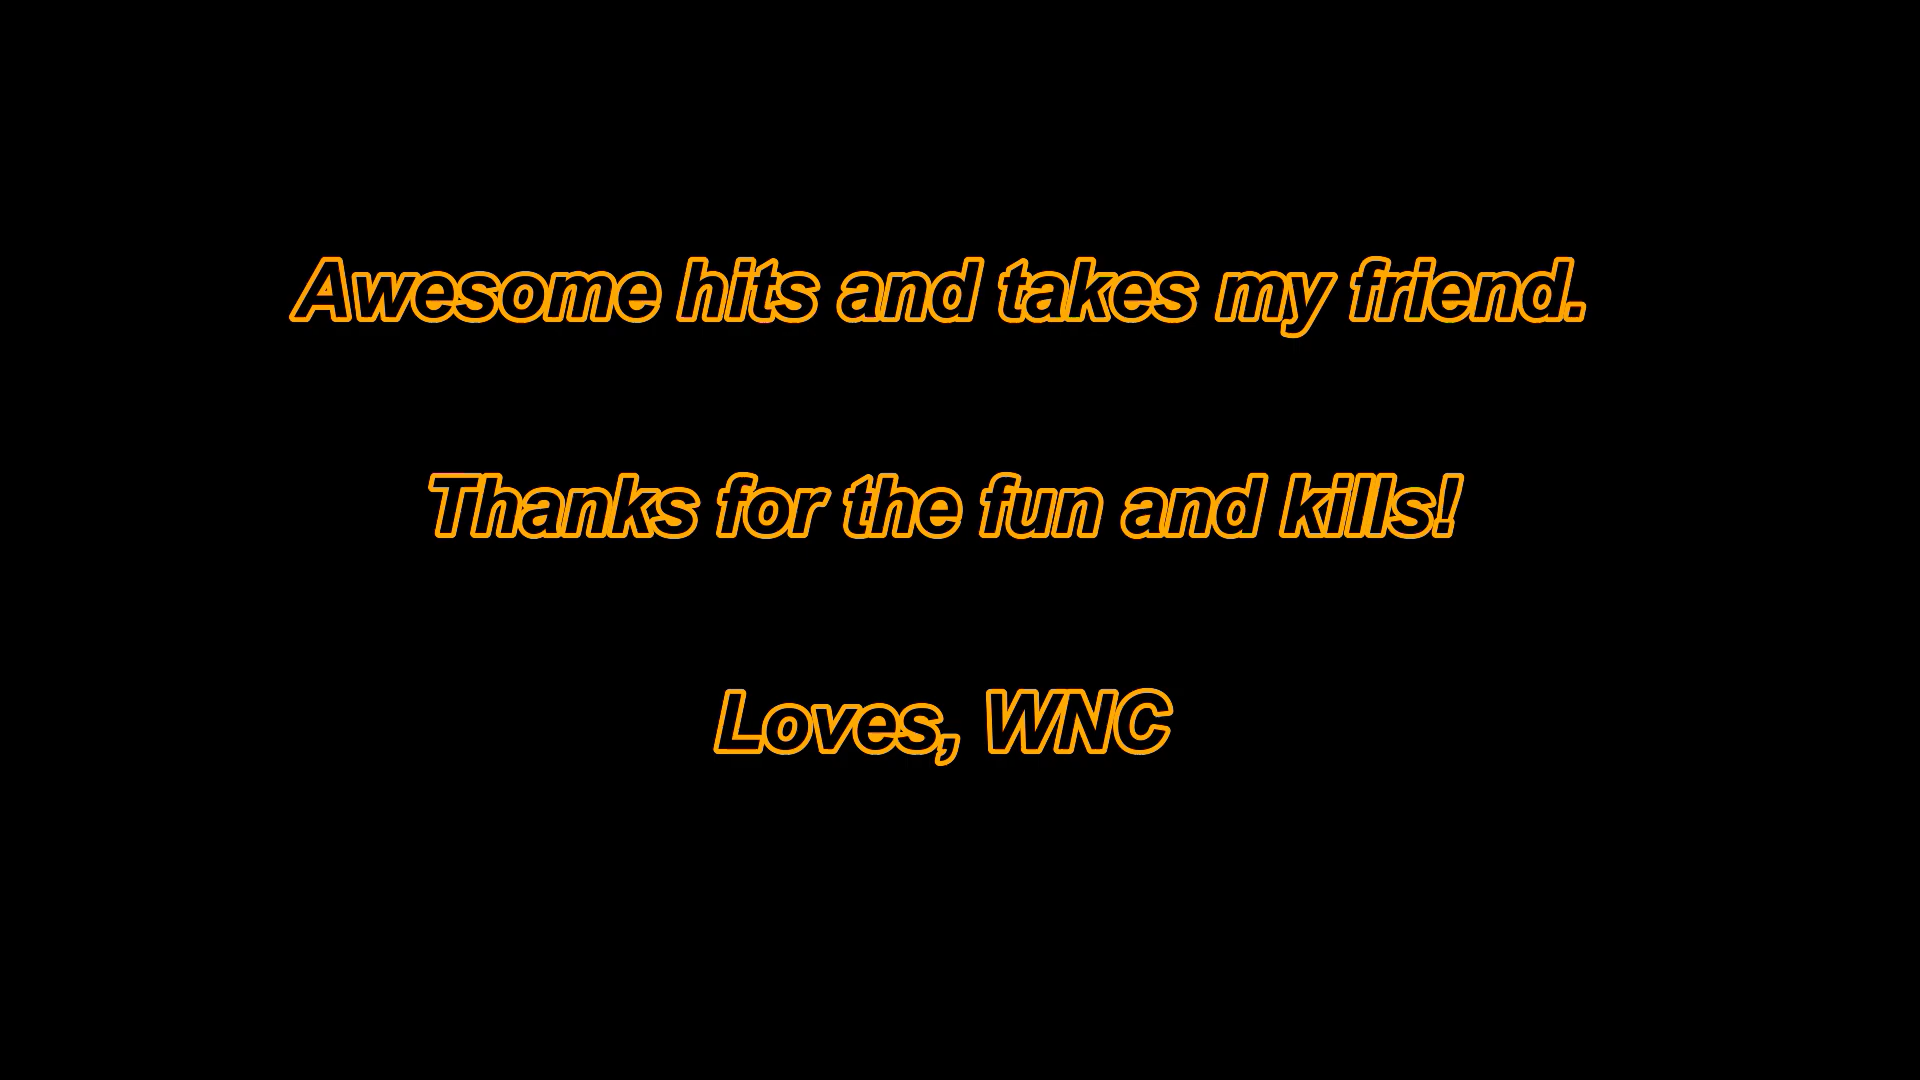 Awesome hits and takes my friend.
Thanks for the fun and kills!
Loves, WNC